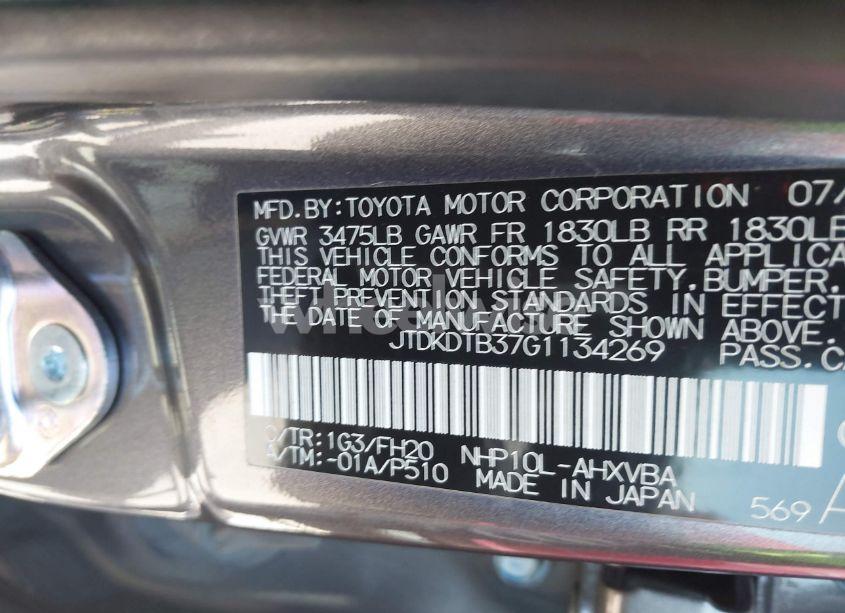 MFD.BY:TOYOTA MOTOR CORPORATION 07/
GVWR 3475LB GAWR FR 1830LB RR 1830LB
THIS VEHICLE CONFORMS TO ALL APPLICA
FEDERAL MOTOR VEHICLE SAFETY,BUMPER,
THEFT PREVENTION STANDARDS IN EFFECT
THE DATE OF MANUFACTURE SHOWN ABOVE.
JTDKDTB37G1134269 PASS.CA
C/TR:1G3/FH20 NHP10L-AHXVBA
A/TM:-01A/P510 MADE IN JAPAN
569 A